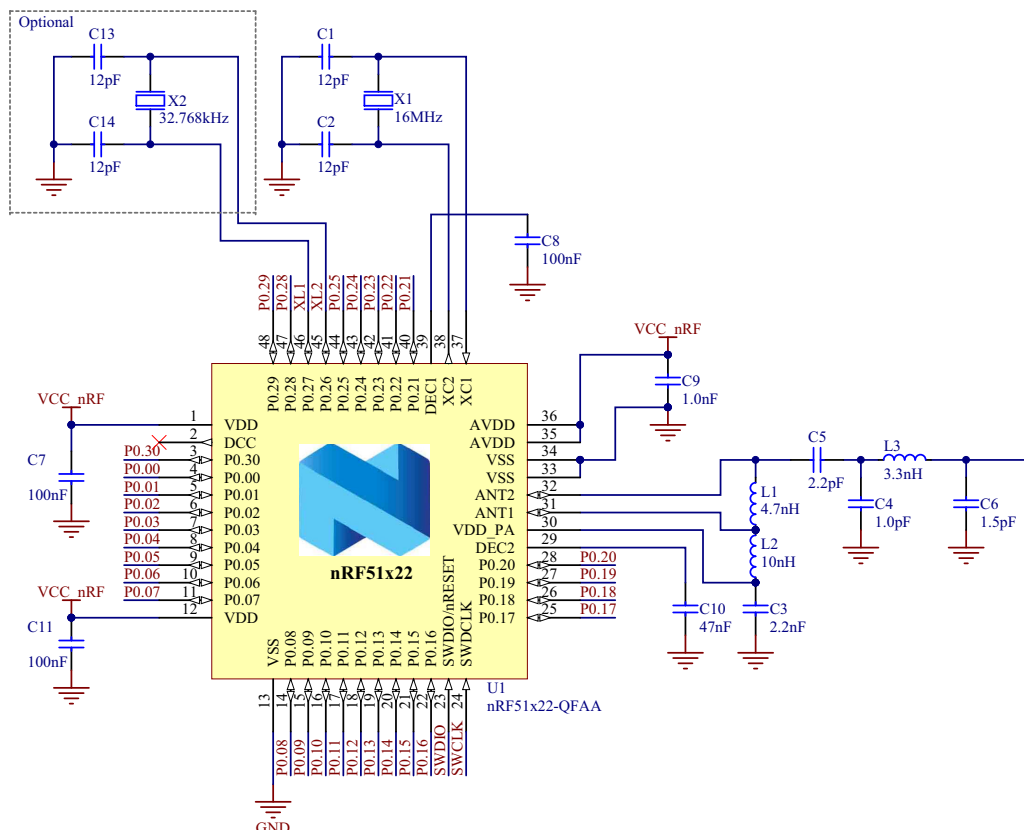 Optional
C13
12pF
X2
32.768kHz
C14
12pF
C1
12pF
X1
16MHz
C2
12pF
C8
100nF
P0.29
P0.28
XL1
XL2
P0.25
P0.24
P0.23
P0.22
P0.21
48
47
46
45
44
43
42
41
40
39
38
37
P0.29
P0.28
P0.27
P0.26
P0.25
P0.24
P0.23
P0.22
P0.21
DEC1
XC2
XC1
VCC_nRF
C9
1.0nF
VCC_nRF
C7
100nF
1 VDD
2 DCC
P0.30 3 P0.30
P0.00 4 P0.00
P0.01 5 P0.01
P0.02 6 P0.02
P0.03 7 P0.03
P0.04 8 P0.04
P0.05 9 P0.05
P0.06 10 P0.06
P0.07 11 P0.07
12 VDD
VCC_nRF
C11
100nF
nRF51x22
AVDD 36
AVDD 35
VSS 34
VSS 33
ANT2 32
ANT1 31
VDD_PA 30
DEC2 29
P0.20 28 P0.20
P0.19 27 P0.19
P0.18 26 P0.18
P0.17 25 P0.17
C5
2.2pF
L3
3.3nH
L1
4.7nH
C4
1.0pF
C6
1.5pF
L2
10nH
C10
47nF
C3
2.2nF
VSS
P0.08
P0.09
P0.10
P0.11
P0.12
P0.13
P0.14
P0.15
P0.16
SWDIO/nRESET
SWDCLK
U1
nRF51x22-QFAA
13
14
15
16
17
18
19
20
21
22
23
24
P0.08
P0.09
P0.10
P0.11
P0.12
P0.13
P0.14
P0.15
P0.16
SWDIO
SWCLK
GND